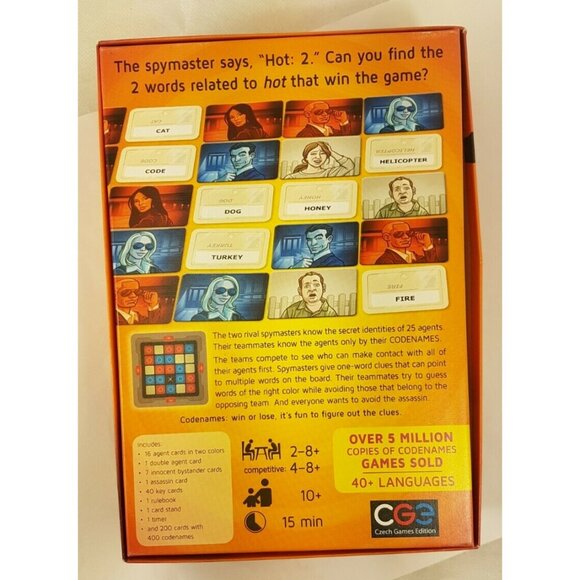 The spymaster says, "Hot: 2." Can you find the
2 words related to hot that win the game?
CAT
CAT
CODE
CODE
HELICOPTER
HELICOPTER
DOG
DOG
HONEY
HONEY
TURKEY
TURKEY
FIRE
FIRE
The two rival spymasters know the secret identities of 25 agents.
Their teammates know the agents only by their CODENAMES.
The teams compete to see who can make contact with all of
their agents first. Spymasters give one-word clues that can point
to multiple words on the board. Their teammates try to guess
words of the right color while avoiding those that belong to the
opposing team. And everyone wants to avoid the assassin.
Codenames: win or lose, it's fun to figure out the clues.
Includes:
• 16 agent cards in two colors
• 1 double agent card
• 7 innocent bystander cards
• 1 assassin card
• 40 key cards
• 1 rulebook
• 1 card stand
• 1 timer
• and 200 cards with
400 codenames
2–8+
competitive: 4–8+
10+
15 min
OVER 5 MILLION
COPIES OF CODENAMES
GAMES SOLD
40+ LANGUAGES
CGE
Czech Games Edition